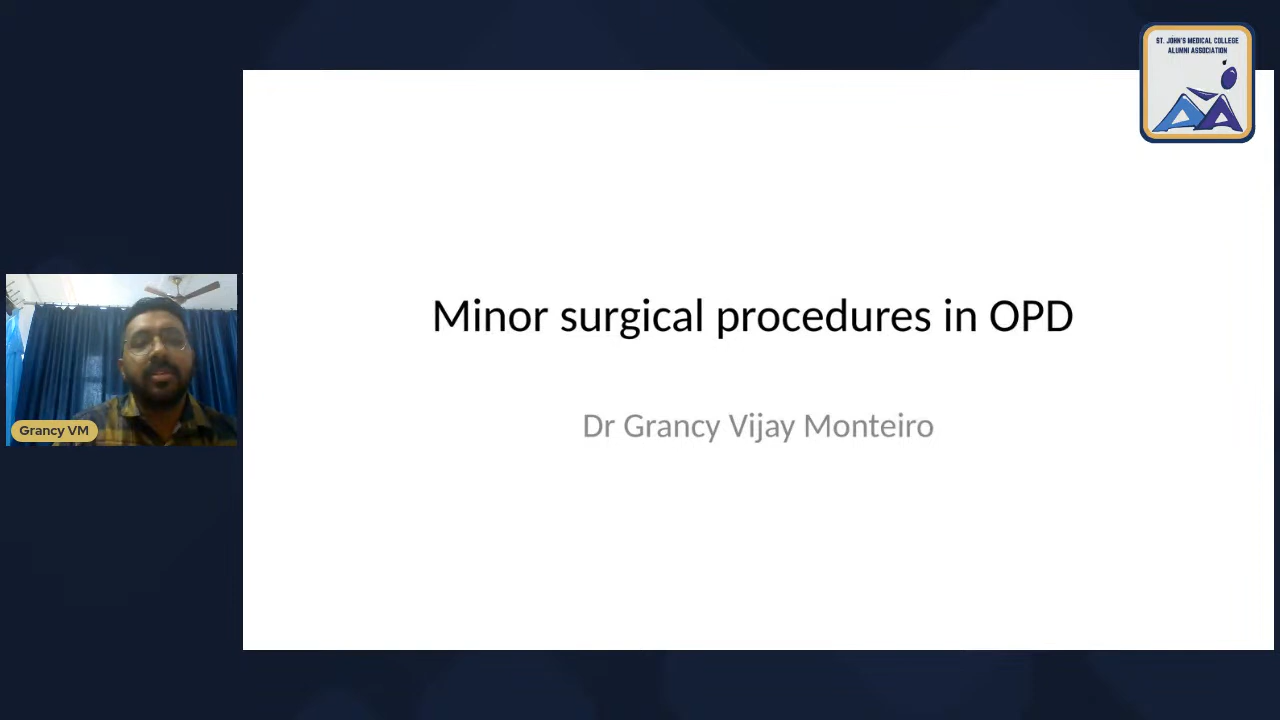 ST. JOHN'S MEDICAL COLLEGE
ALUMNI ASSOCIATION
Minor surgical procedures in OPD
Dr Grancy Vijay Monteiro
Grancy VM